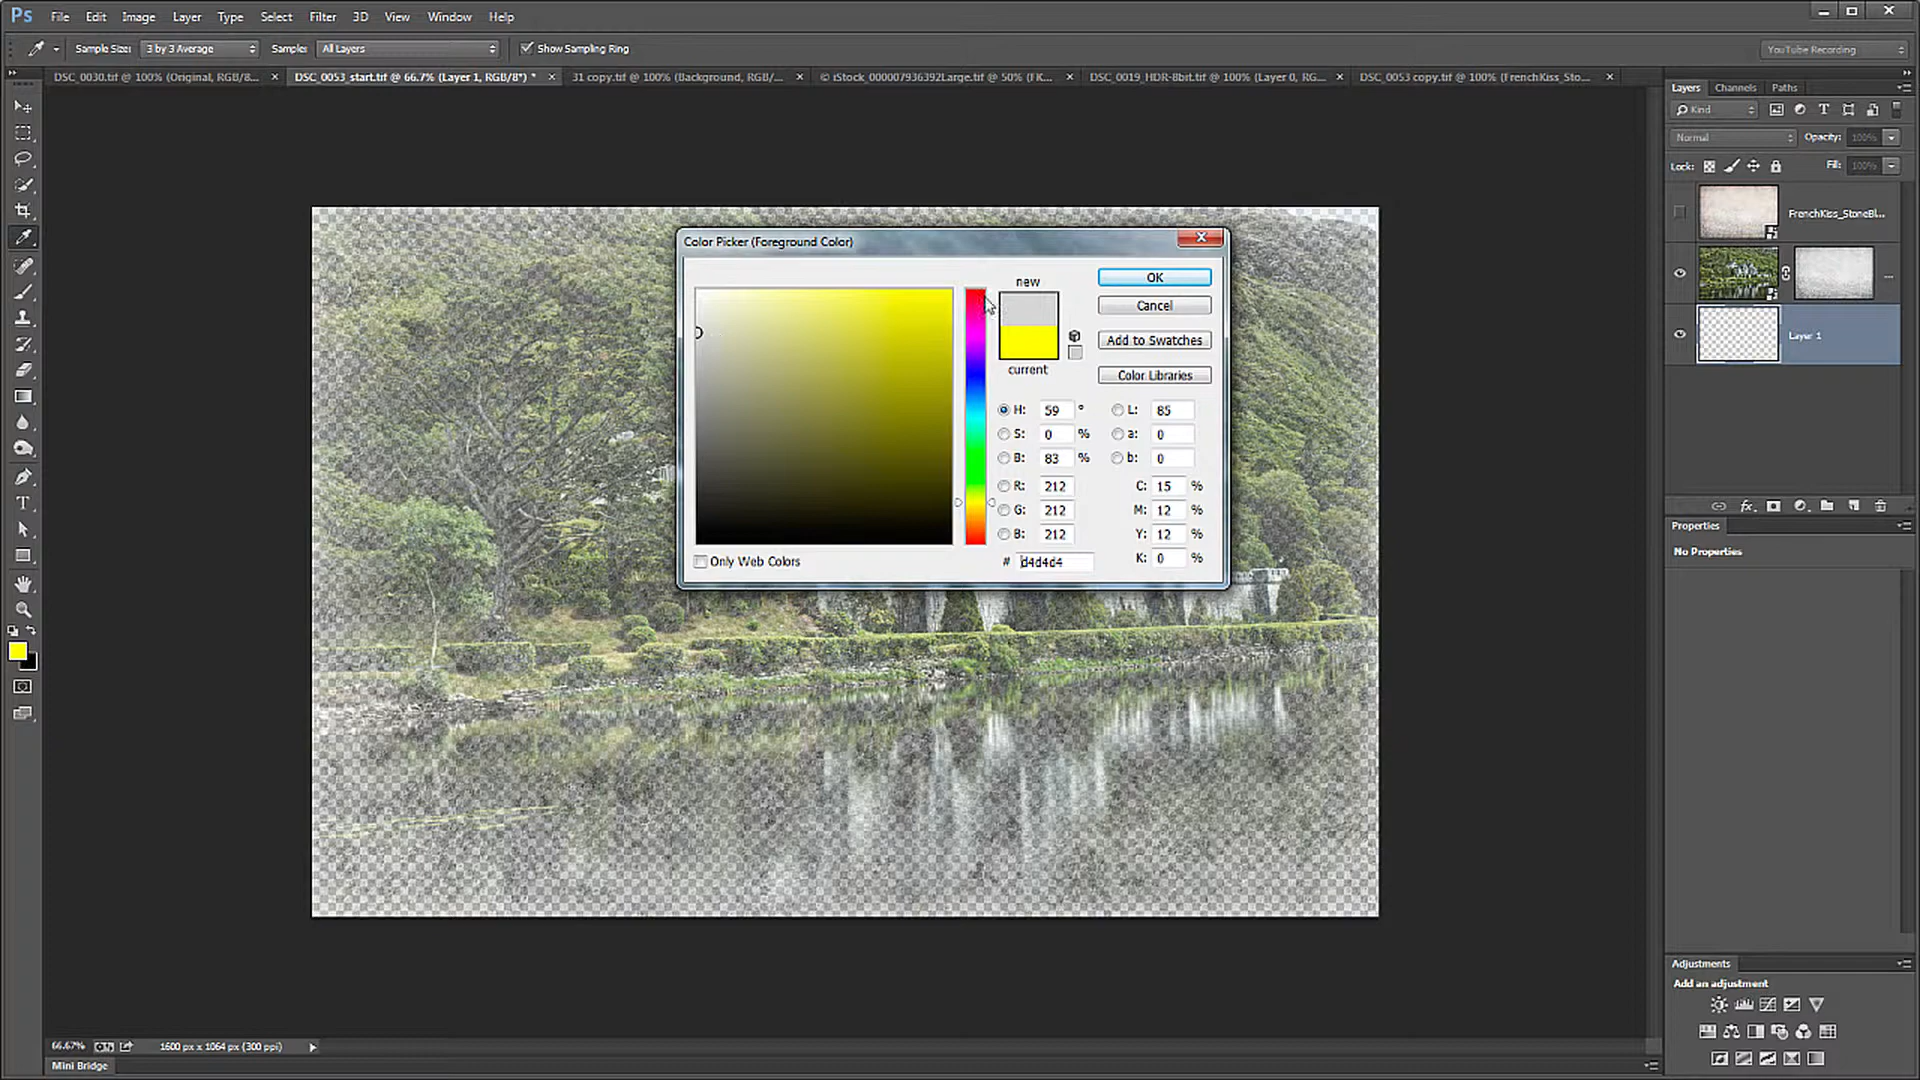 Ps File Edit Image Layer Type Select Filter 3D View Window Help
Sample Size: 3 by 3 Average Sample: All Layers Show Sampling Ring YouTube Recording
DSC_0030.tif @ 100% (Original, RGB/8... DSC_0053_start.tif @ 66.7% (Layer 1, RGB/8*) * 31 copy.tif @ 100% (Background, RGB/... © iStock_000007936392Large.tif @ 50% (FK... DSC_0019_HDR-8bit.tif @ 100% (Layer 0, RG... DSC_0053 copy.tif @ 100% (FrenchKiss_Sto...
Layers Channels Paths
Kind
Normal Opacity: 100%
Lock: Fill: 100%
FrenchKiss_StoneBl...
...
Layer 1
Color Picker (Foreground Color)
new
OK
Cancel
Add to Swatches
current
Color Libraries
H: 59 ° L: 85
S: 0 % a: 0
B: 83 % b: 0
R: 212 C: 15 %
G: 212 M: 12 %
B: 212 Y: 12 %
Only Web Colors # d4d4d4 K: 0 %
Properties
No Properties
Adjustments
Add an adjustment
66.67% 1600 px x 1064 px (300 ppi)
Mini Bridge